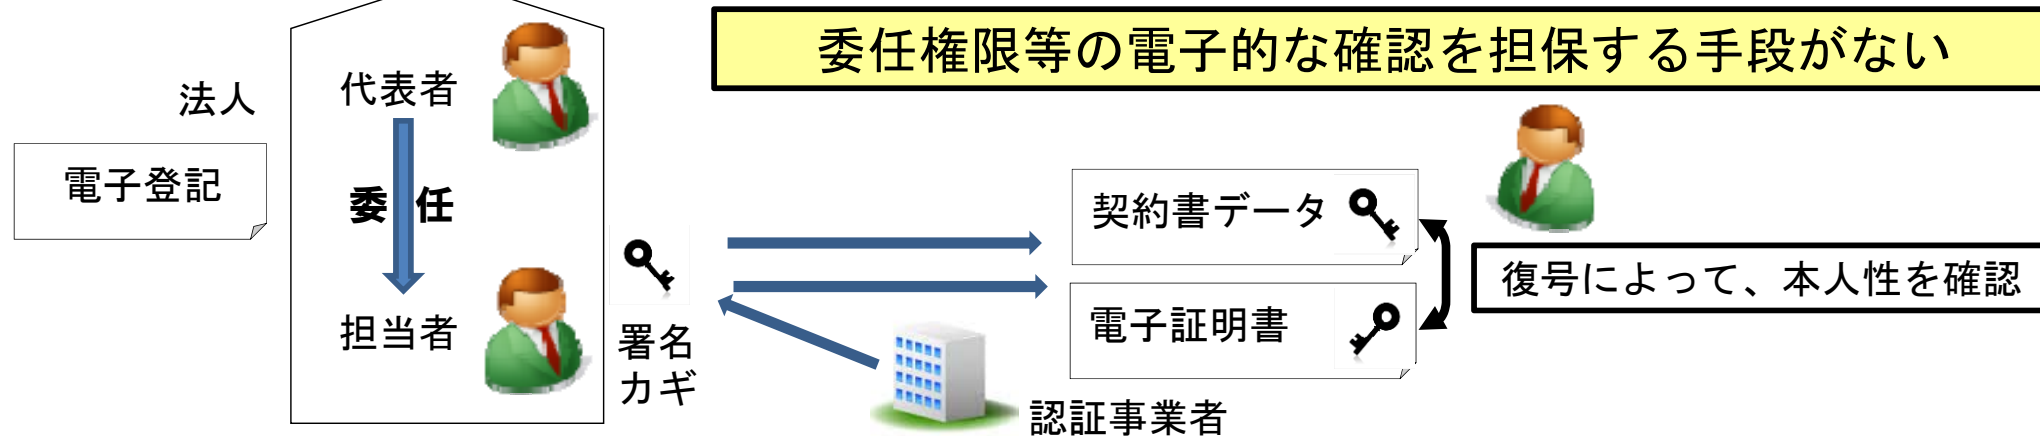 委任権限等の電子的な確認を担保する手段がない
法人
代表者
電子登記
委任
契約書データ
復号によって、本人性を確認
担当者
署名
カギ
電子証明書
認証事業者